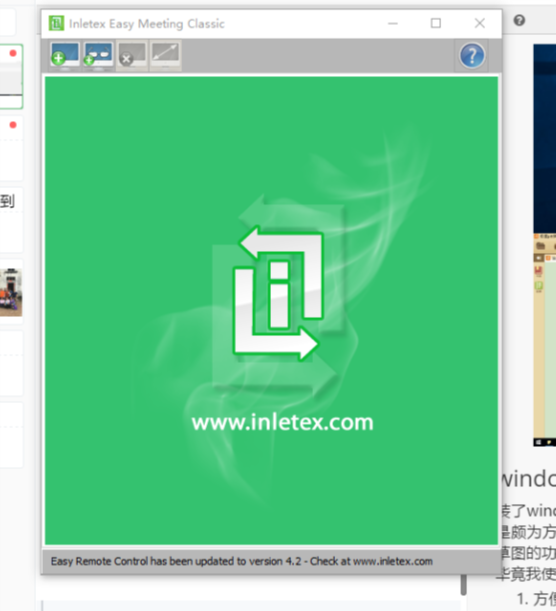 Inletex Easy Meeting Classic
到
www.inletex.com
Easy Remote Control has been updated to version 4.2 - Check at www.inletex.com
windo
装了wind
是颇为方
草图的功
毕竟我使
1. 方便